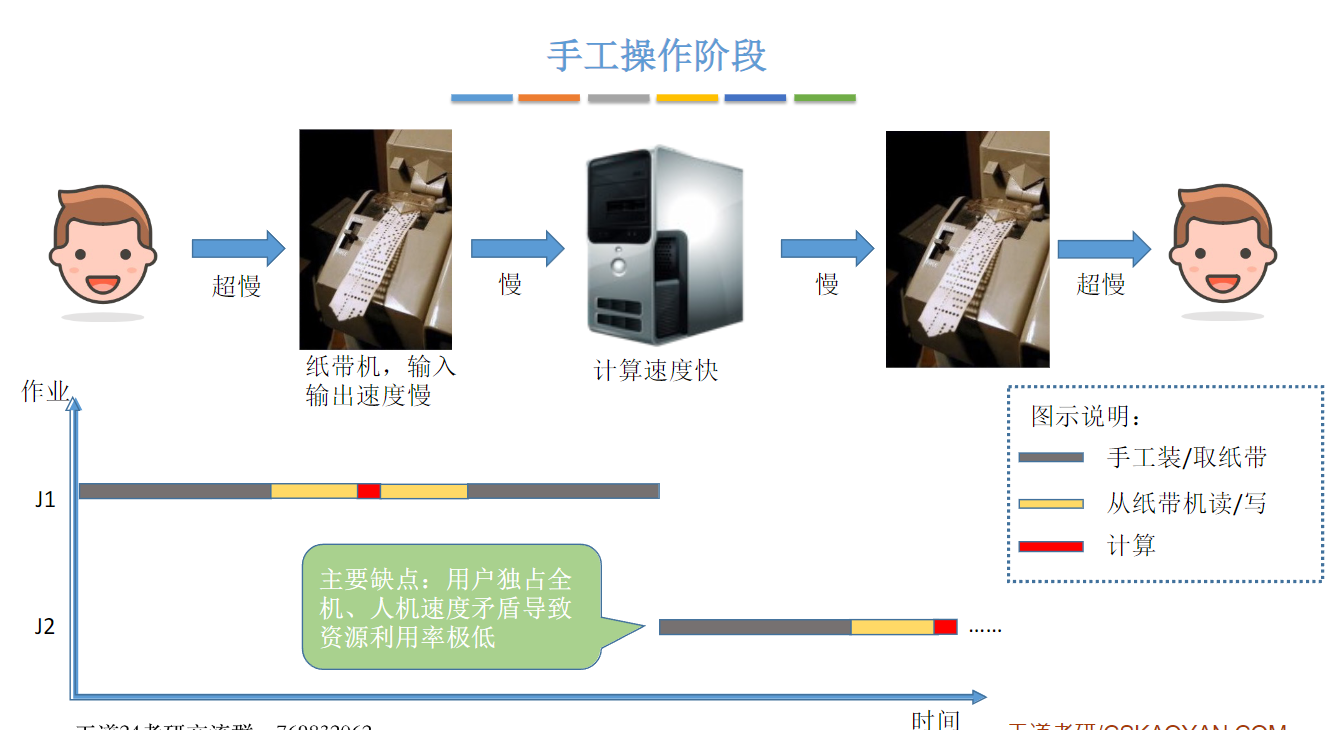 手工操作阶段
超慢
慢
慢
超慢
纸带机，输入
输出速度慢
计算速度快
作业
图示说明：
手工装/取纸带
从纸带机读/写
计算
J1
主要缺点：用户独占全
机、人机速度矛盾导致
资源利用率极低
J2
……
时间